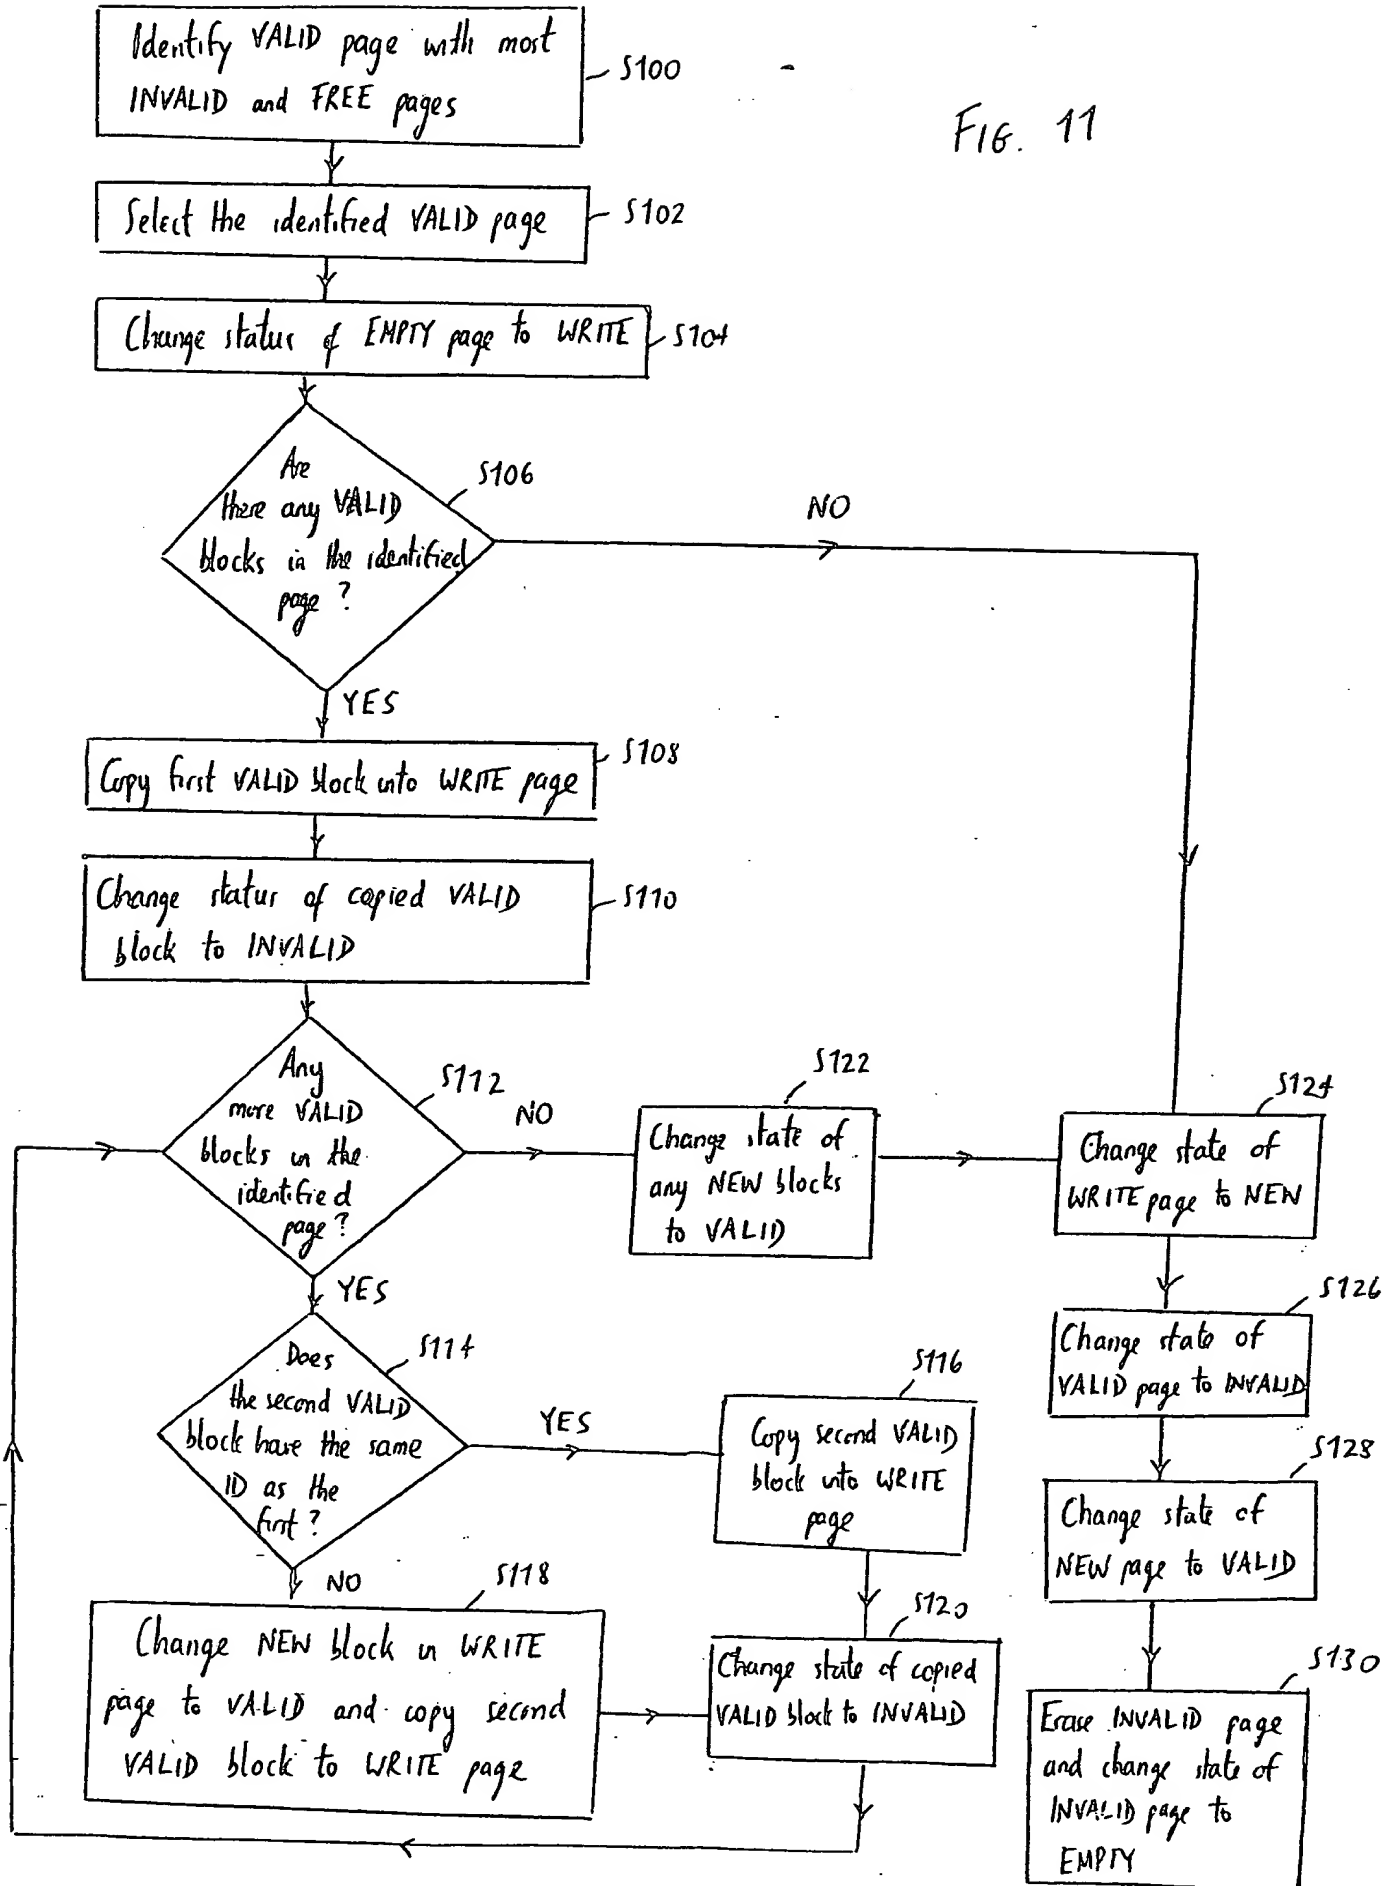 Identify VALID page with most
INVALID and FREE pages
S100
FIG. 11
Select the identified VALID page
S102
Change status of EMPTY page to WRITE
S104
Are
there any VALID
blocks in the identified
page?
S106
NO
YES
Copy first VALID block into WRITE page
S108
Change status of copied VALID
block to INVALID
S110
Any
more VALID
blocks in the
identified
page?
S112
NO
YES
Change state of
any NEW blocks
to VALID
S122
Change state of
WRITE page to NEW
S124
Change state of
VALID page to INVALID
S126
Does
the second VALID
block have the same
ID as the
first?
S114
YES
NO
Copy second VALID
block into WRITE
page
S116
Change state of
NEW page to VALID
S128
Change NEW block in WRITE
page to VALID and copy second
VALID block to WRITE page
S118
Change state of copied
VALID block to INVALID
S120
Erase INVALID page
and change state of
INVALID page to
EMPTY
S130